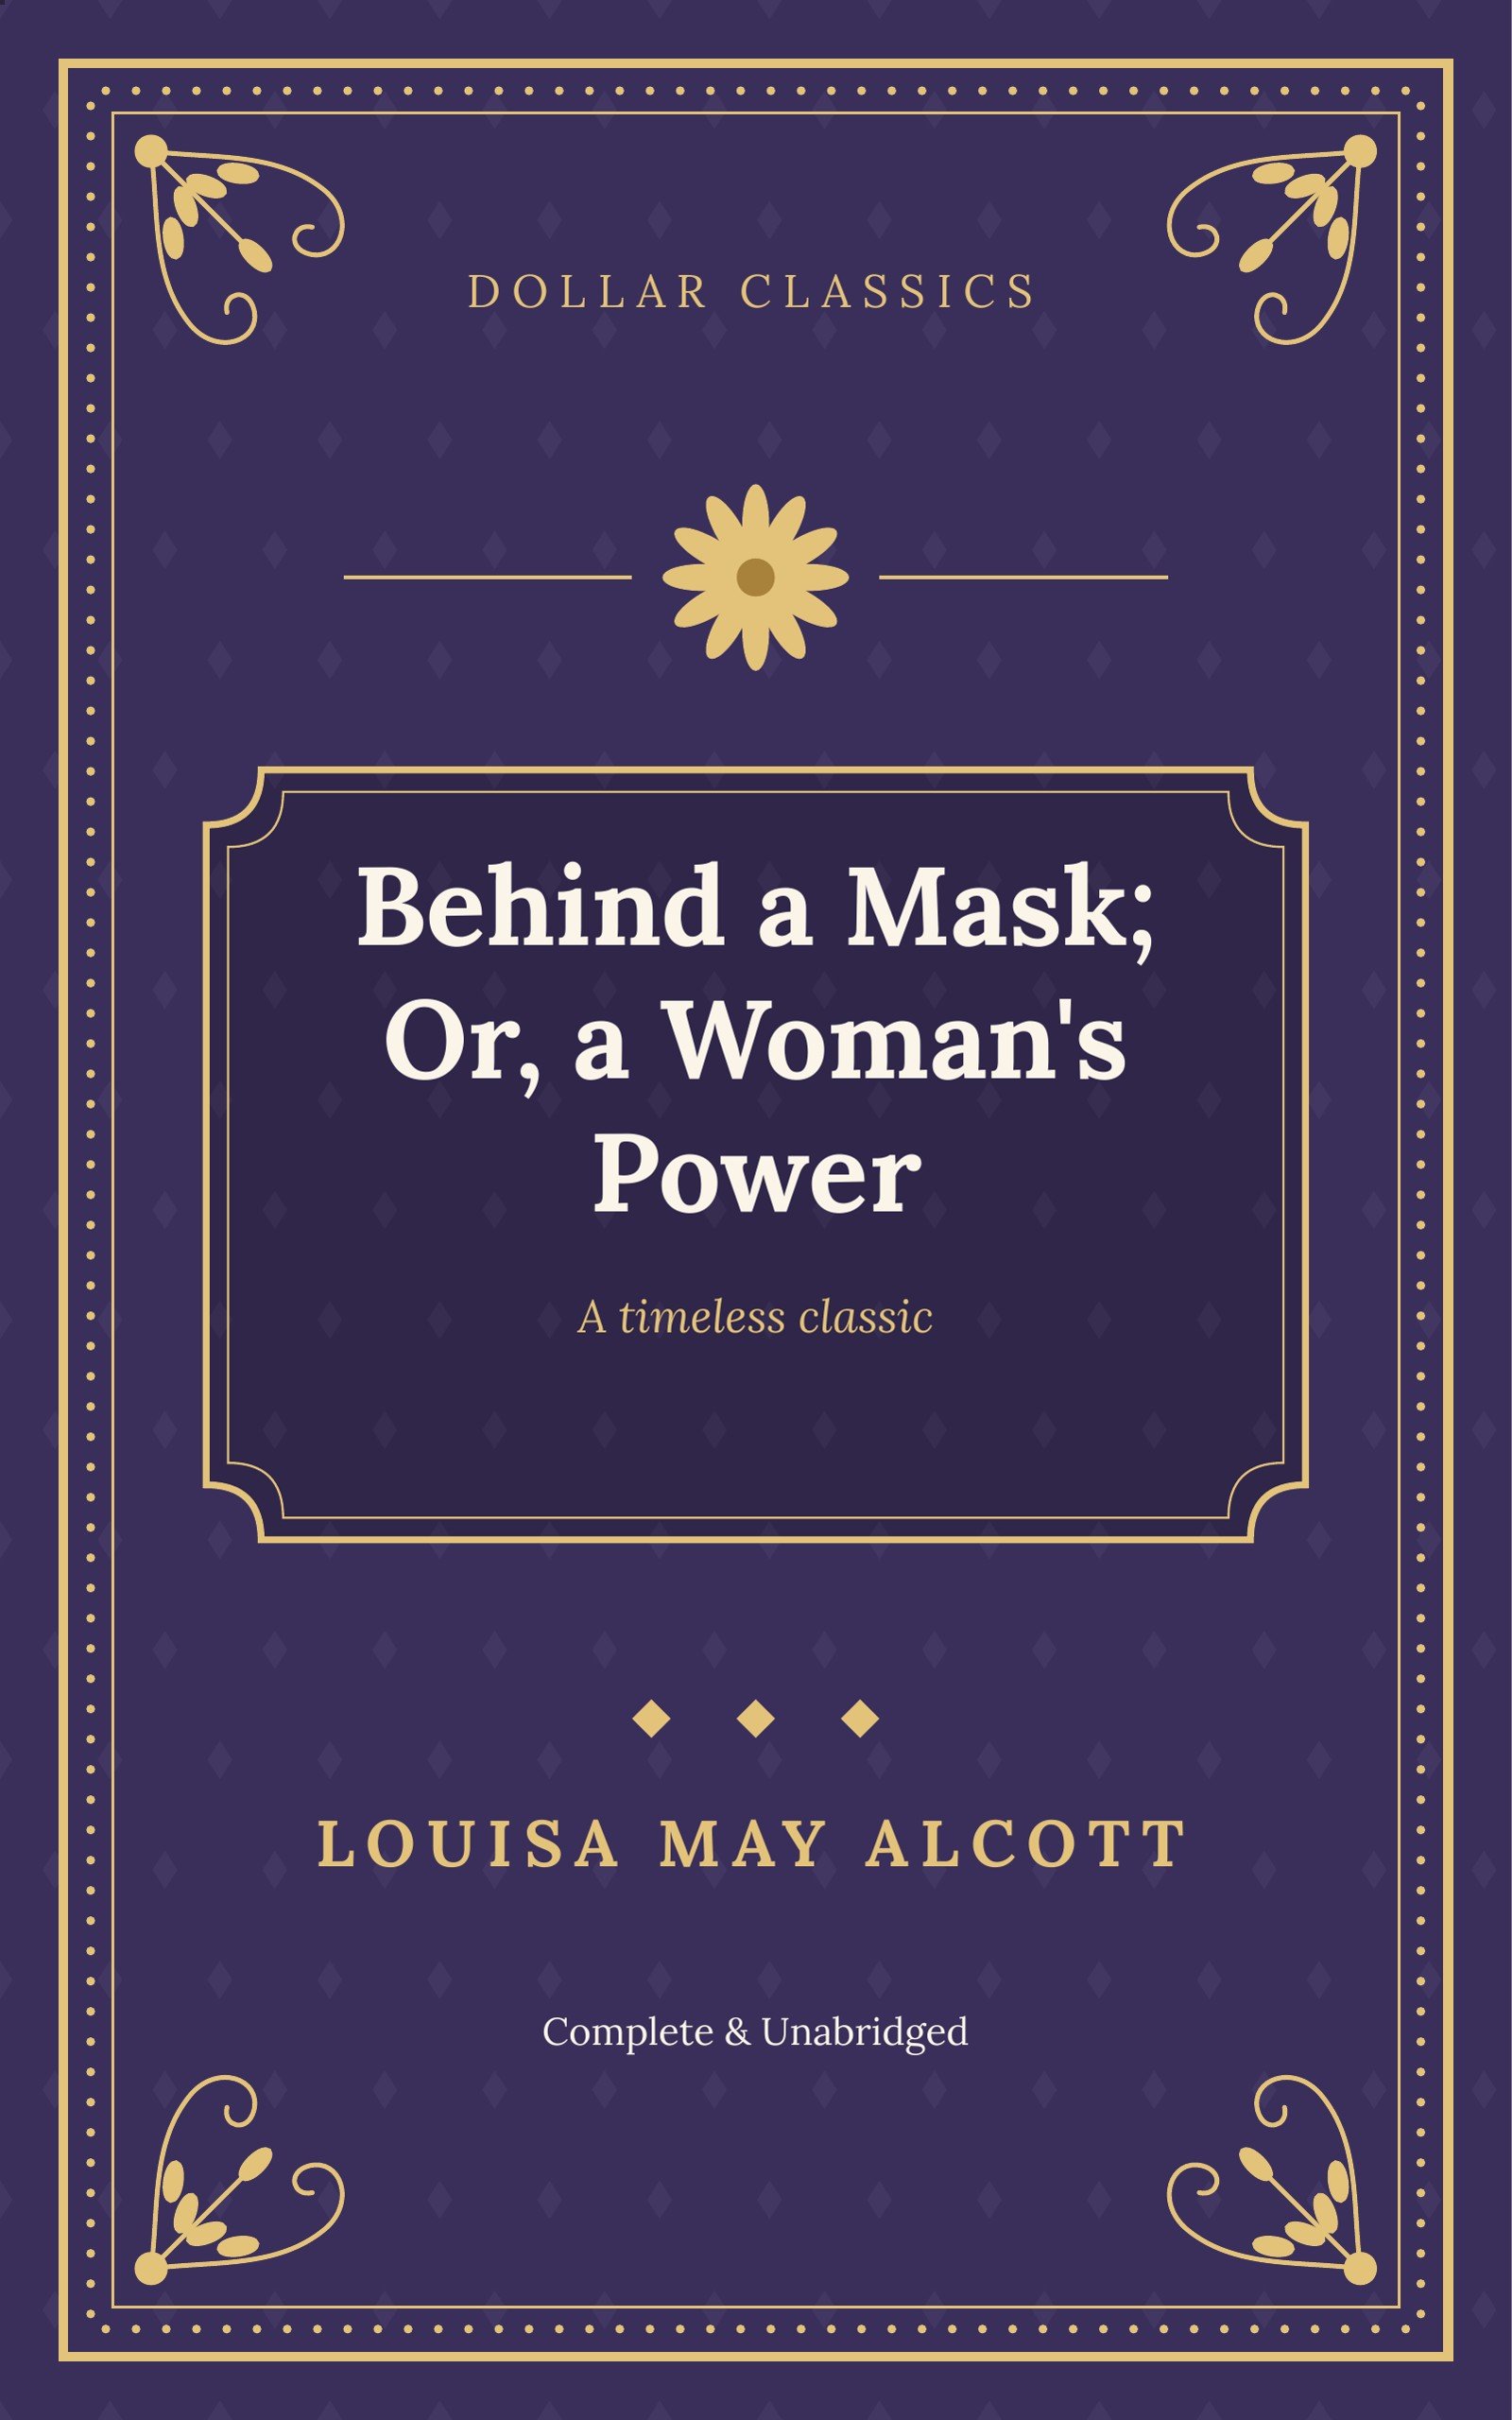 DOLLAR CLASSICS
Behind a Mask;
Or, a Woman's
Power
A timeless classic
LOUISA MAY ALCOTT
Complete & Unabridged